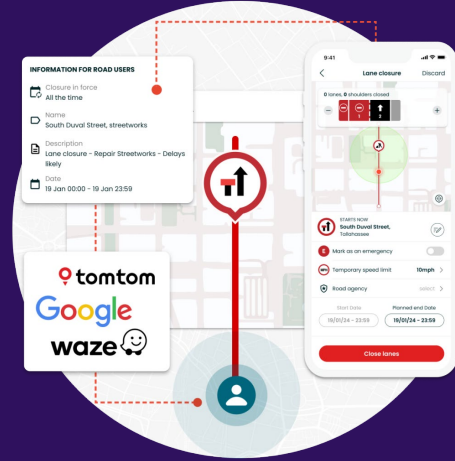 INFORMATION FOR ROAD USERS
Closure in force
All the time
Name
South Duval Street, streetworks
Description
Lane closure - Repair Streetworks - Delays
likely
Date
19 Jan 00:00 - 19 Jan 23:59
tomtom
Google
waze
9:41
Lane closure
Discard
0 lanes, 0 shoulders closed
1
2
STARTS NOW
South Duval Street,
Tallahassee
E Mark as an emergency
Temporary speed limit
10mph
Road agency
select
Start Date
Planned end Date
19/01/24 - 23:59
19/01/24 - 23:59
Close lanes